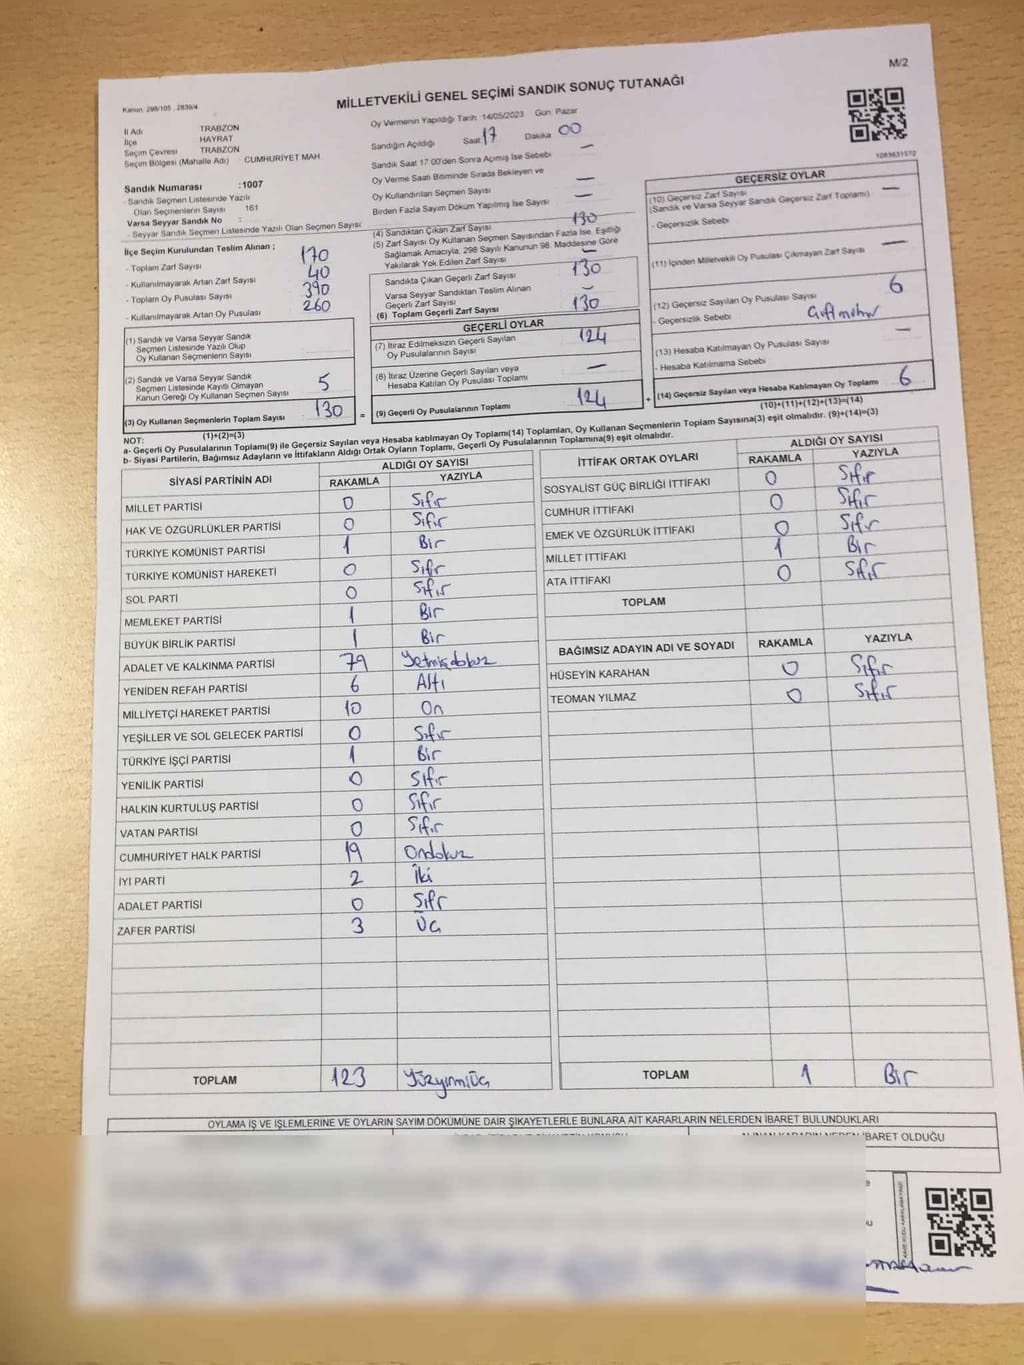 M/2
Kanun: 298/105 , 2839/4
MİLLETVEKİLİ GENEL SEÇİMİ SANDIK SONUÇ TUTANAĞI
İl Adı TRABZON
İlçe HAYRAT
Seçim Çevresi TRABZON
Seçim Bölgesi (Mahalle Adı) CUMHURİYET MAH
Sandık Numarası :1007
- Sandık Seçmen Listesinde Yazılı
Olan Seçmenlerin Sayısı 161
Varsa Seyyar Sandık No :
- Seyyar Sandık Seçmen Listesinde Yazılı Olan Seçmen Sayısı
İlçe Seçim Kurulundan Teslim Alınan ;
- Toplam Zarf Sayısı 170
- Kullanılmayarak Artan Zarf Sayısı 40
- Toplam Oy Pusulası Sayısı 390
- Kullanılmayarak Artan Oy Pusulası 260
(1) Sandık ve Varsa Seyyar Sandık
Seçmen Listesinde Yazılı Olup
Oy Kullanan Seçmenlerin Sayısı
(2) Sandık ve Varsa Seyyar Sandık
Seçmen Listesinde Kayıtlı Olmayan
Kanun Gereği Oy Kullanan Seçmen Sayısı 5
(3) Oy Kullanan Seçmenlerin Toplam Sayısı 130
(1)+(2)=(3)
Oy Vermenin Yapıldığı Tarih 14/05/2023 Gün Pazar
Sandığın Açıldığı Saat 17 Dakika 00
Sandık Saat 17:00'den Sonra Açımış İse Sebebi —
Oy Verme Saati Bitiminde Sırada Bekleyen ve
Oy Kullandırılan Seçmen Sayısı —
Birden Fazla Sayım Döküm Yapılmış İse Sayısı —
(4) Sandıktan Çıkan Zarf Sayısı 130
(5) Zarf Sayısı Oy Kullanan Seçmen Sayısından Fazla İse, Eşitliği
Sağlamak Amacıyla, 298 Sayılı Kanunun 98. Maddesine Göre
Yakılarak Yok Edilen Zarf Sayısı —
Sandıkta Çıkan Geçerli Zarf Sayısı 130
Varsa Seyyar Sandıktan Teslim Alınan
Geçerli Zarf Sayısı —
(6) Toplam Geçerli Zarf Sayısı 130
GEÇERLİ OYLAR
(7) İtiraz Edilmeksizin Geçerli Sayılan
Oy Pusulalarının Sayısı 124
(8) İtiraz Üzerine Geçerli Sayılan veya
Hesaba Katılan Oy Pusulası Toplamı —
= (9) Geçerli Oy Pusulalarının Toplamı 124
1083631570
GEÇERSİZ OYLAR
(10) Geçersiz Zarf Sayısı —
(Sandık ve Varsa Seyyar Sandık Geçersiz Zarf Toplamı)
- Geçersizlik Sebebi
(11) İçinden Milletvekili Oy Pusulası Çıkmayan Zarf Sayısı —
(12) Geçersiz Sayılan Oy Pusulası Sayısı 6
- Geçersizlik Sebebi Çift mühür
(13) Hesaba Katılmayan Oy Pusulası Sayısı —
- Hesaba Katılmama Sebebi
+ (14) Geçersiz Sayılan veya Hesaba Katılmayan Oy Toplamı 6
(10)+(11)+(12)+(13)=(14)
NOT:
a- Geçerli Oy Pusulalarının Toplamı(9) ile Geçersiz Sayılan veya Hesaba katılmayan Oy Toplamı(14) Toplamları, Oy Kullanan Seçmenlerin Toplam Sayısına(3) eşit olmalıdır. (9)+(14)=(3)
b- Siyasi Partilerin, Bağımsız Adayların ve İttifakların Aldığı Ortak Oyların Toplamı, Geçerli Oy Pusulalarının Toplamına(9) eşit olmalıdır.
SİYASİ PARTİNİN ADI ALDIĞI OY SAYISI
RAKAMLA YAZIYLA
MİLLET PARTİSİ 0 Sıfır
HAK VE ÖZGÜRLÜKLER PARTİSİ 0 Sıfır
TÜRKİYE KOMÜNİST PARTİSİ 1 Bir
TÜRKİYE KOMÜNİST HAREKETİ 0 Sıfır
SOL PARTİ 0 Sıfır
MEMLEKET PARTİSİ 1 Bir
BÜYÜK BİRLİK PARTİSİ 1 Bir
ADALET VE KALKINMA PARTİSİ 79 Yetmişdokuz
YENİDEN REFAH PARTİSİ 6 Altı
MİLLİYETÇİ HAREKET PARTİSİ 10 On
YEŞİLLER VE SOL GELECEK PARTİSİ 0 Sıfır
TÜRKİYE İŞÇİ PARTİSİ 1 Bir
YENİLİK PARTİSİ 0 Sıfır
HALKIN KURTULUŞ PARTİSİ 0 Sıfır
VATAN PARTİSİ 0 Sıfır
CUMHURİYET HALK PARTİSİ 19 Ondokuz
İYİ PARTİ 2 İki
ADALET PARTİSİ 0 Sıfır
ZAFER PARTİSİ 3 Üç
TOPLAM 123 Yüzyirmiüç
İTTİFAK ORTAK OYLARI ALDIĞI OY SAYISI
RAKAMLA YAZIYLA
SOSYALİST GÜÇ BİRLİĞİ İTTİFAKI 0 Sıfır
CUMHUR İTTİFAKI 0 Sıfır
EMEK VE ÖZGÜRLÜK İTTİFAKI 0 Sıfır
MİLLET İTTİFAKI 1 Bir
ATA İTTİFAKI 0 Sıfır
TOPLAM
BAĞIMSIZ ADAYIN ADI VE SOYADI RAKAMLA YAZIYLA
HÜSEYİN KARAHAN 0 Sıfır
TEOMAN YILMAZ 0 Sıfır
TOPLAM 1 Bir
OYLAMA İŞ VE İŞLEMLERİNE VE OYLARIN SAYIM DÖKÜMÜNE DAİR ŞİKAYETLERLE BUNLARA AİT KARARLARIN NELERDEN İBARET BULUNDUKLARI
İBARET OLDUĞU